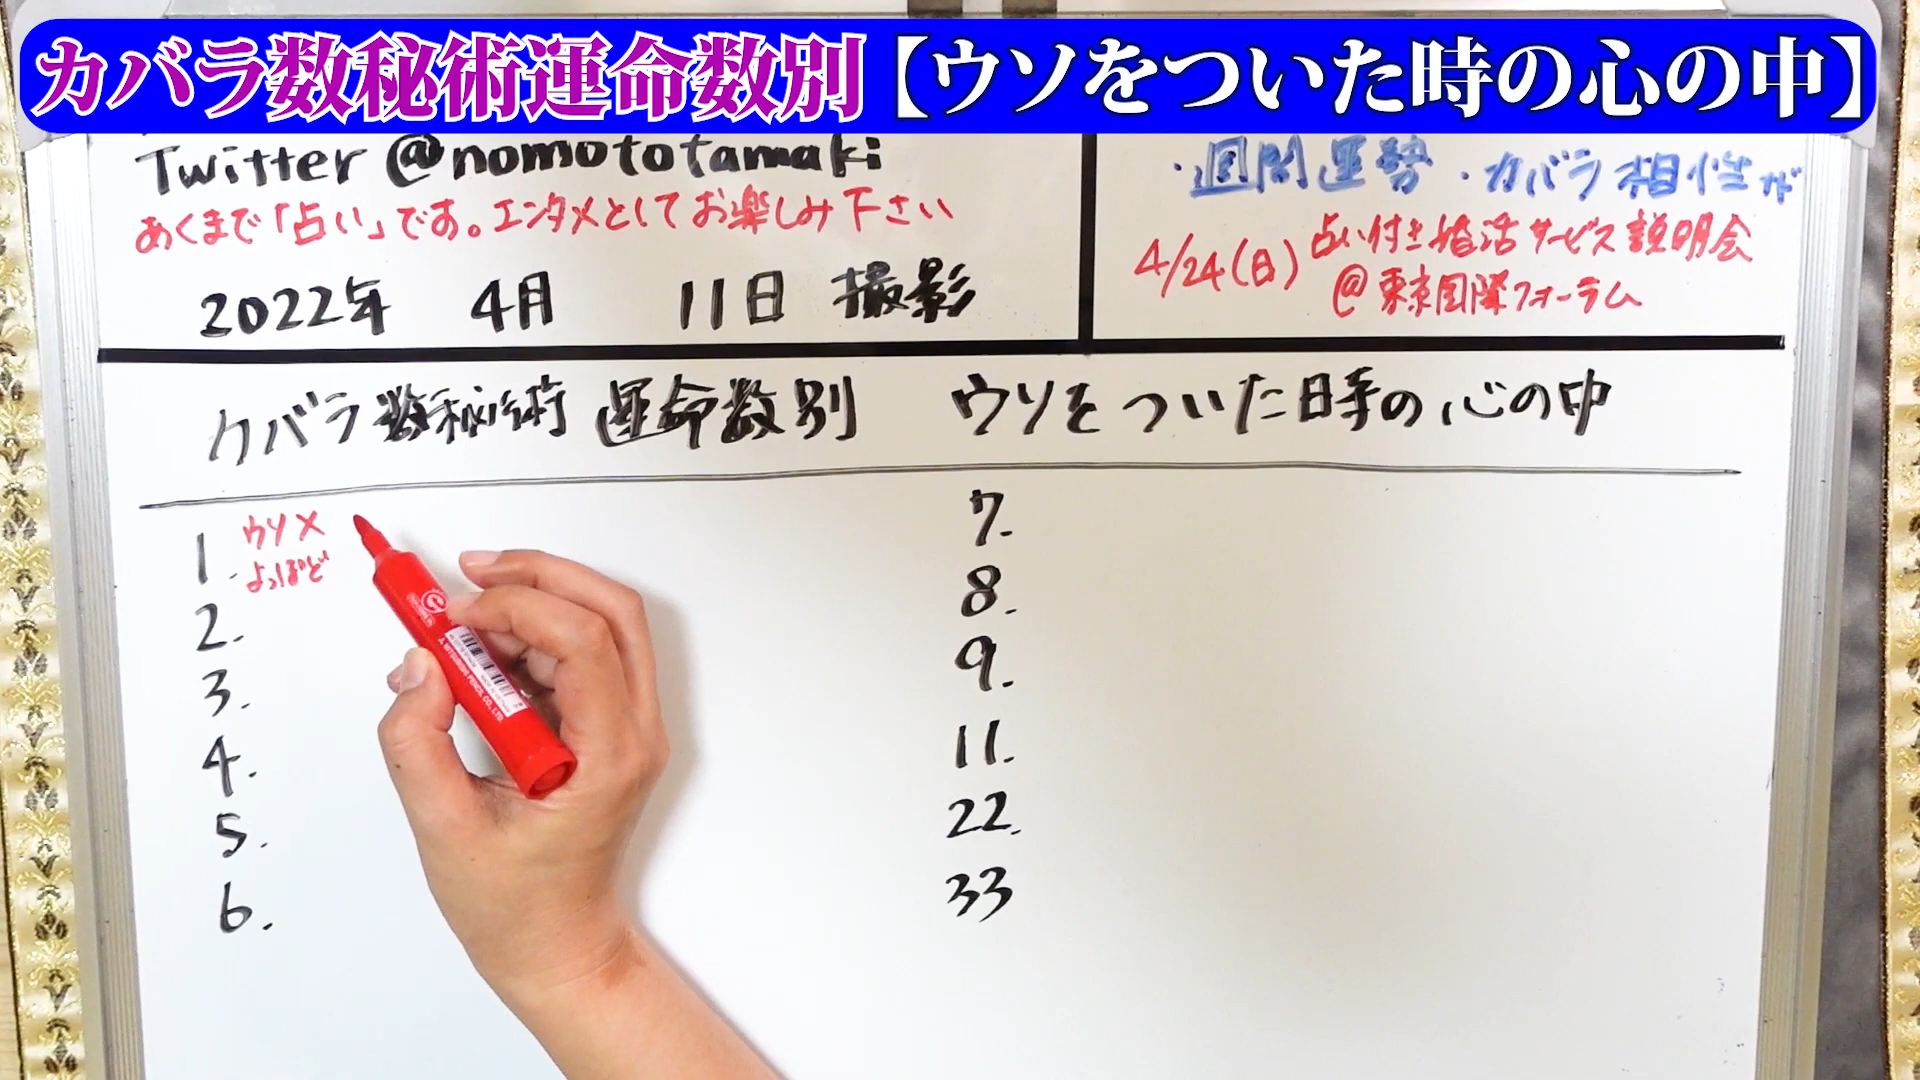 カバラ数秘術運命数別【ウソをついた時の心の中】
Twitter @nomototamaki
あくまで「占い」です。エンタメとしてお楽しみ下さい
2022年 4月 11日 撮影
・週間運勢 ・カバラ相性が
4/24(日) 占い付き婚活サービス説明会
@東京国際フォーラム
カバラ数秘術 運命数別 ウソをついた時の心の中
1. ウソ×
よっぽど
2.
3.
4.
5.
6.
7.
8.
9.
11.
22.
33
MITSUBISHI PENCIL CO., LTD.